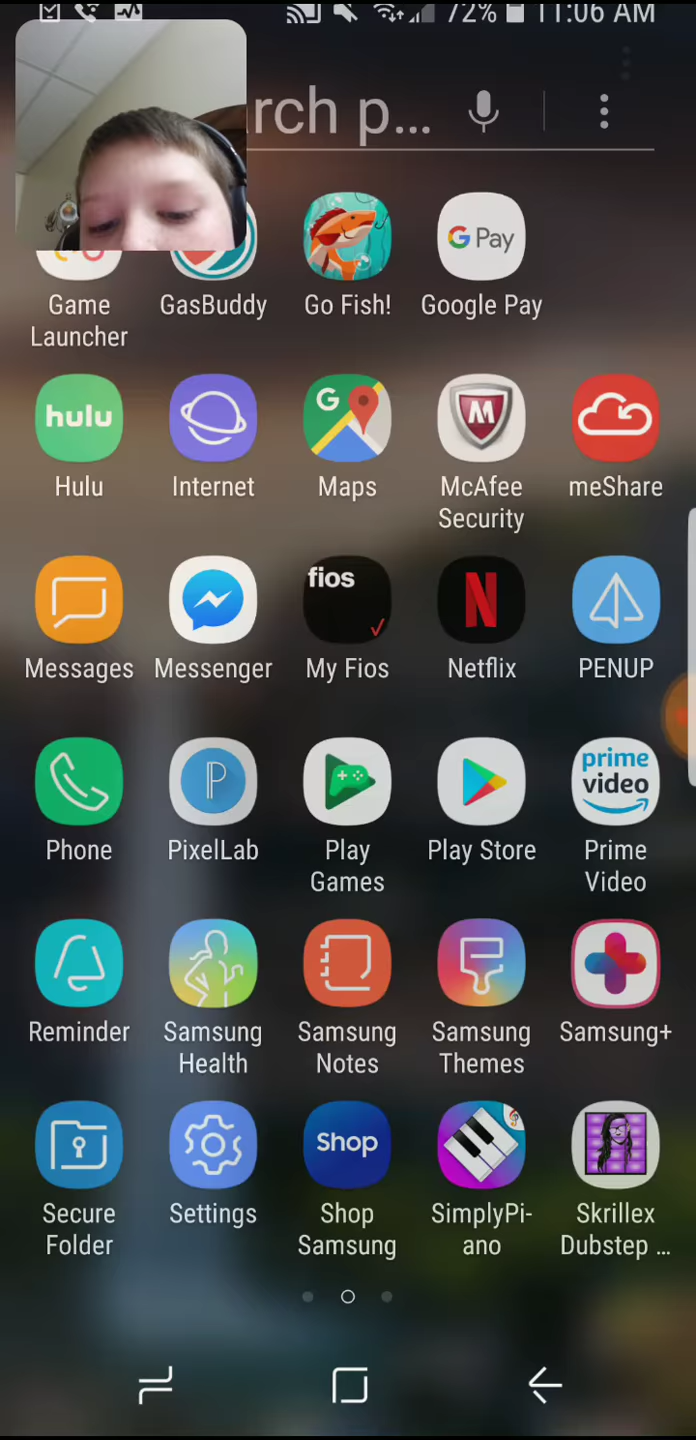 72% 11:06 AM
rch p...
G Pay
Game GasBuddy Go Fish! Google Pay
Launcher
hulu G M
Hulu Internet Maps McAfee meShare
Security
fios N
Messages Messenger My Fios Netflix PENUP
P prime
video
Phone PixelLab Play Play Store Prime
Games Video
Reminder Samsung Samsung Samsung Samsung+
Health Notes Themes
Shop
Secure Settings Shop SimplyPi- Skrillex
Folder Samsung ano Dubstep ...